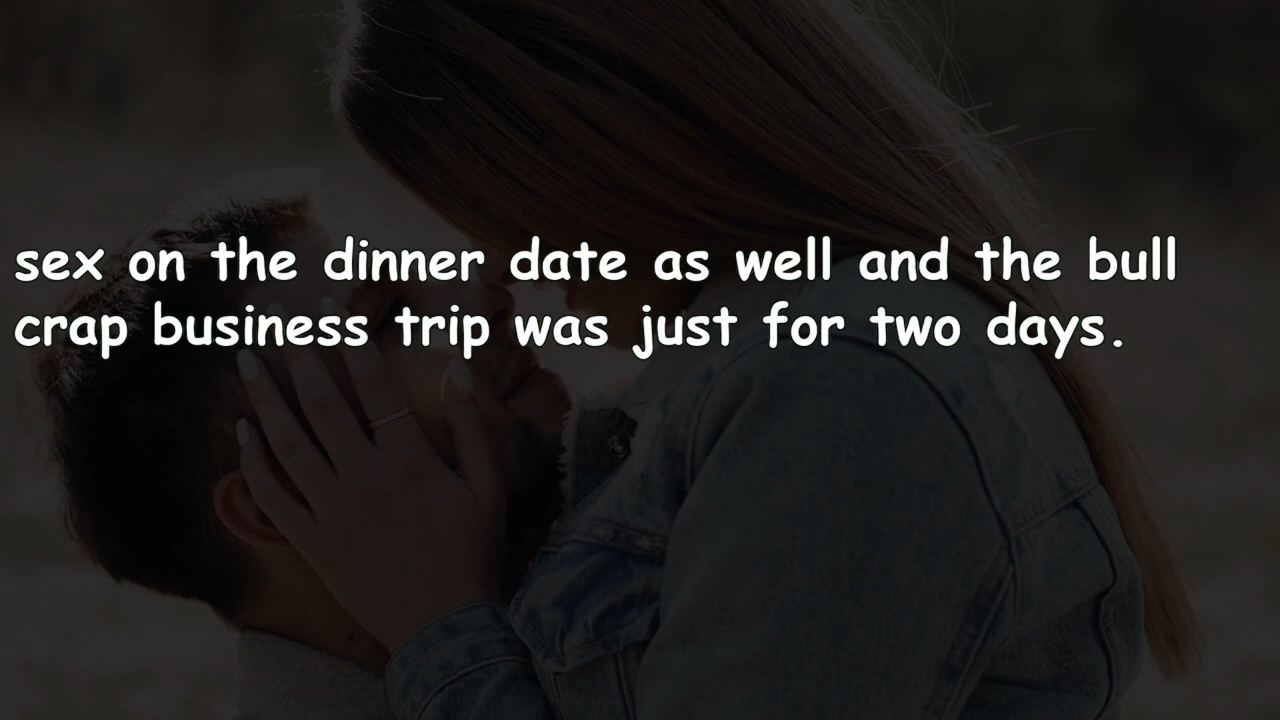 sex on the dinner date as well and the bull
crap business trip was just for two days.